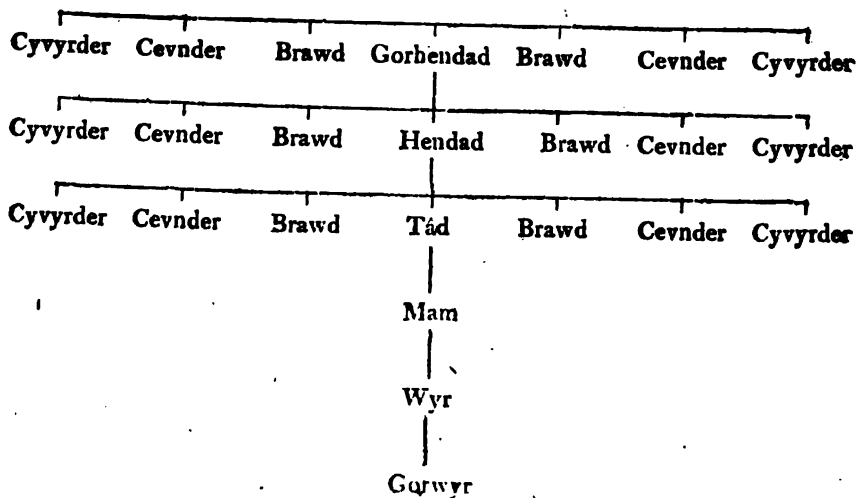 Cyvyrder Cevnder Brawd Gorhendad Brawd Cevnder Cyvyrder
Cyvyrder Cevnder Brawd Hendad Brawd Cevnder Cyvyrder
Cyvyrder Cevnder Brawd Tád Brawd Cevnder Cyvyrder
Mam
Wyr
Gorwyr